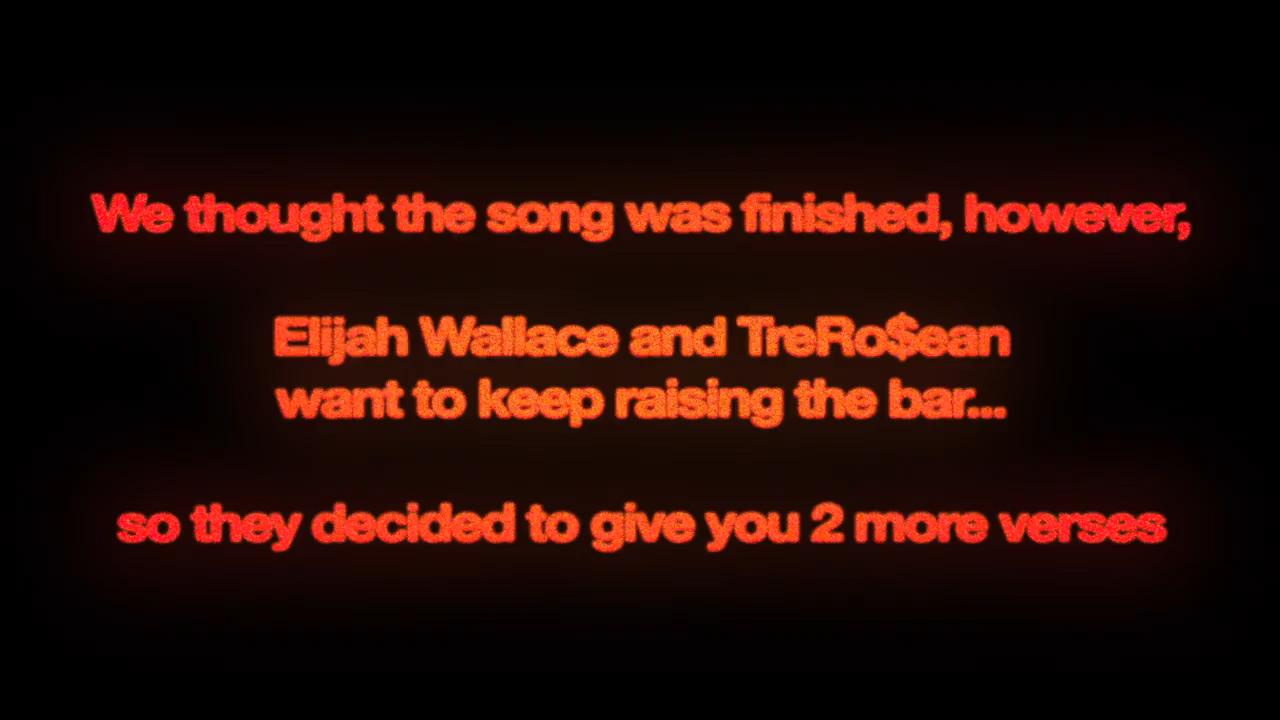 We thought the song was finished, however,
Elijah Wallace and TreRo$ean
want to keep raising the bar...
so they decided to give you 2 more verses